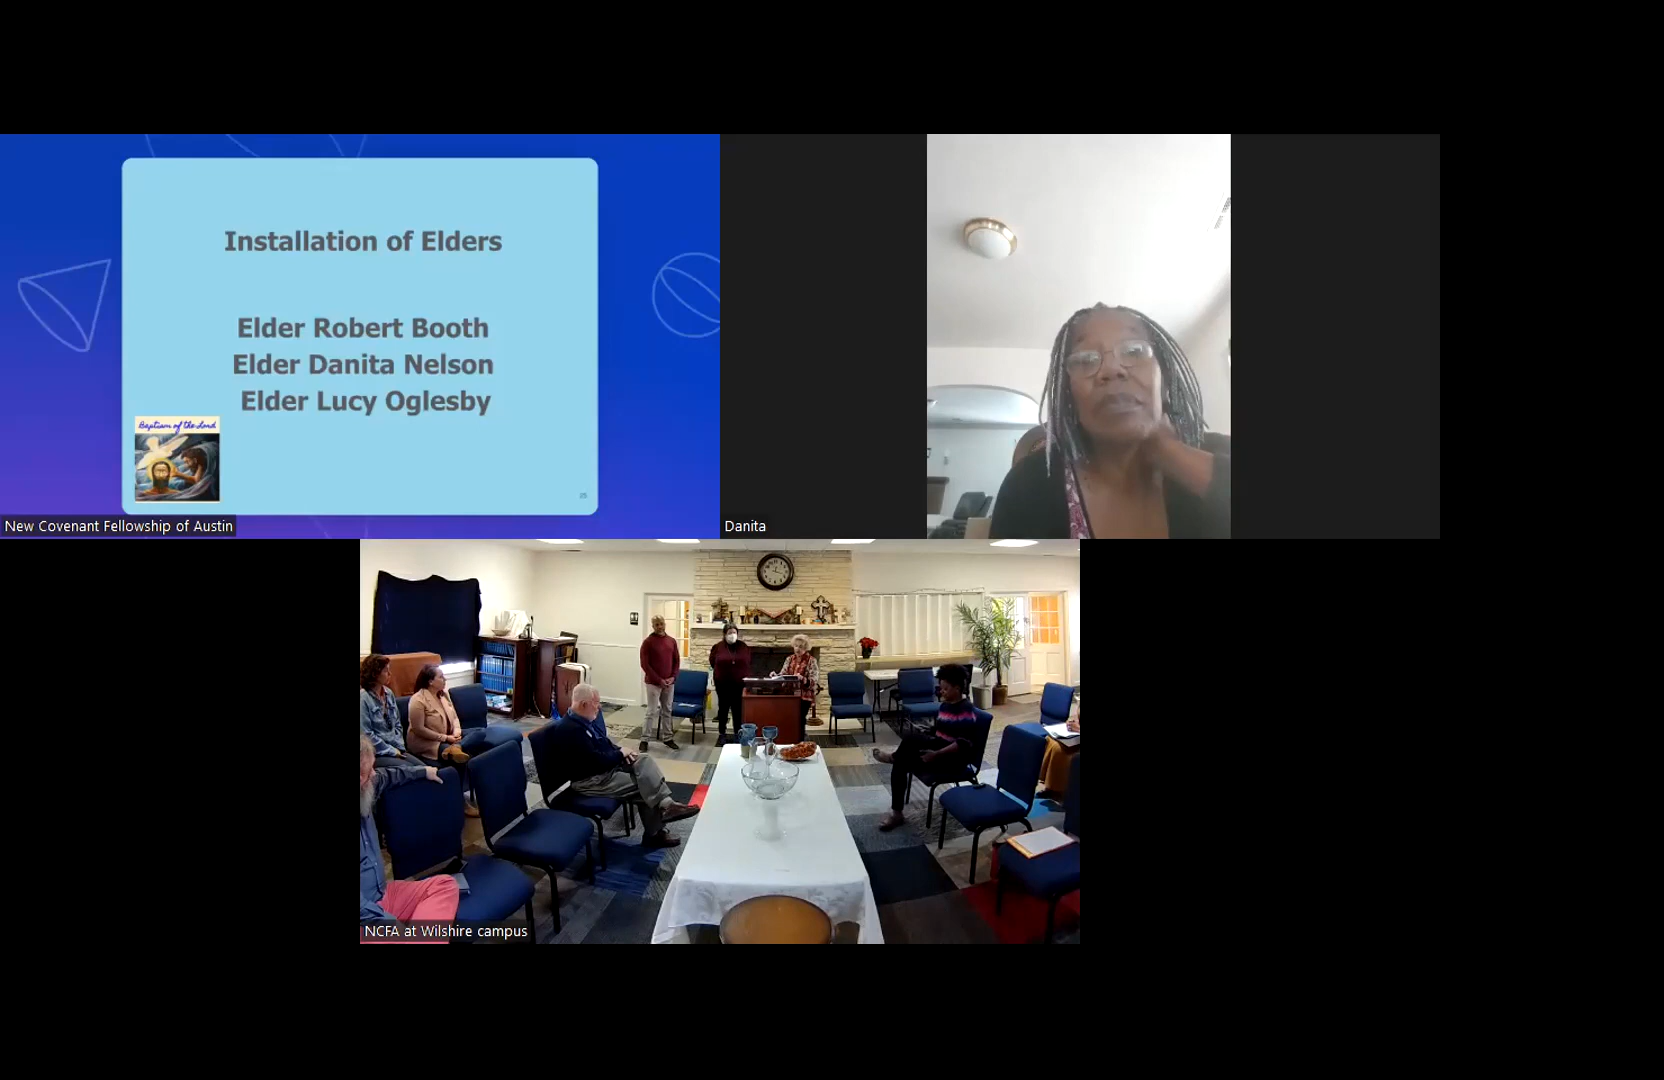 Installation of Elders
Elder Robert Booth
Elder Danita Nelson
Elder Lucy Oglesby
Baptism of the Lord
25
New Covenant Fellowship of Austin
Danita
NCFA at Wilshire campus